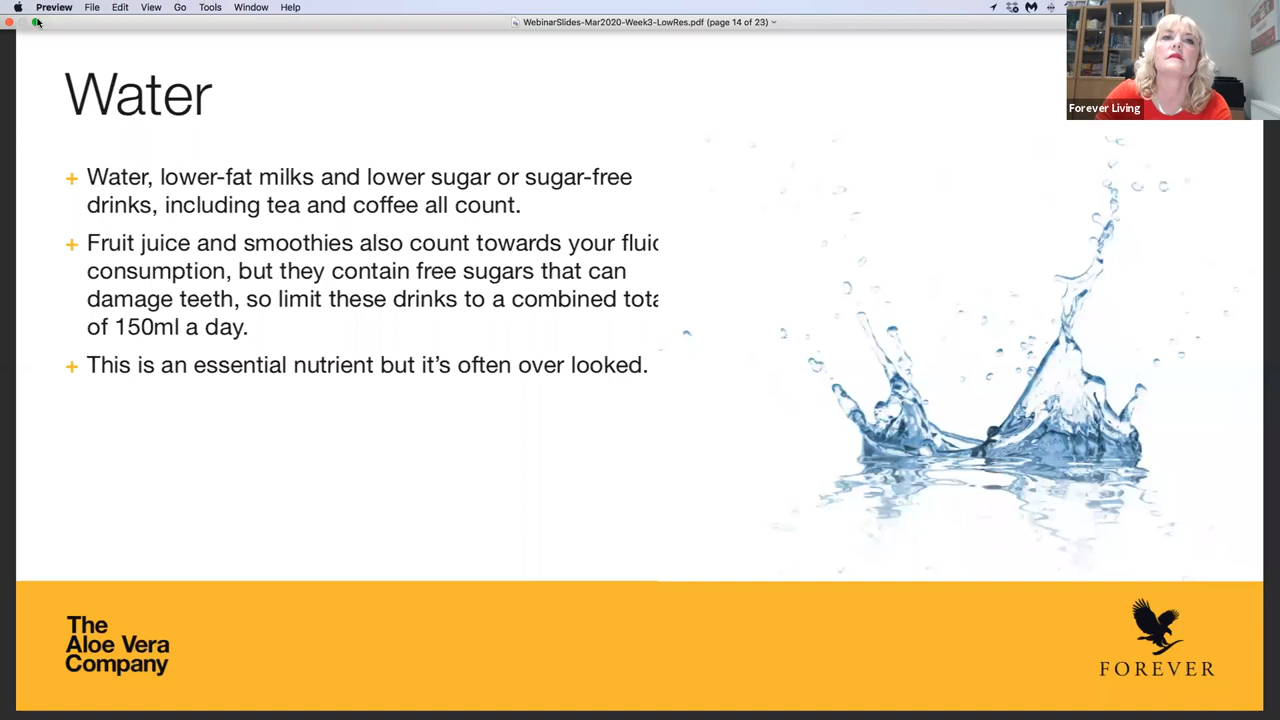 Preview File Edit View Go Tools Window Help
WebinarSlides-Mar2020-Week3-LowRes.pdf (page 14 of 23)
Forever Living
Water
+ Water, lower-fat milks and lower sugar or sugar-free
drinks, including tea and coffee all count.
+ Fruit juice and smoothies also count towards your fluid
consumption, but they contain free sugars that can
damage teeth, so limit these drinks to a combined tota
of 150ml a day.
+ This is an essential nutrient but it's often over looked.
The
Aloe Vera
Company
FOREVER